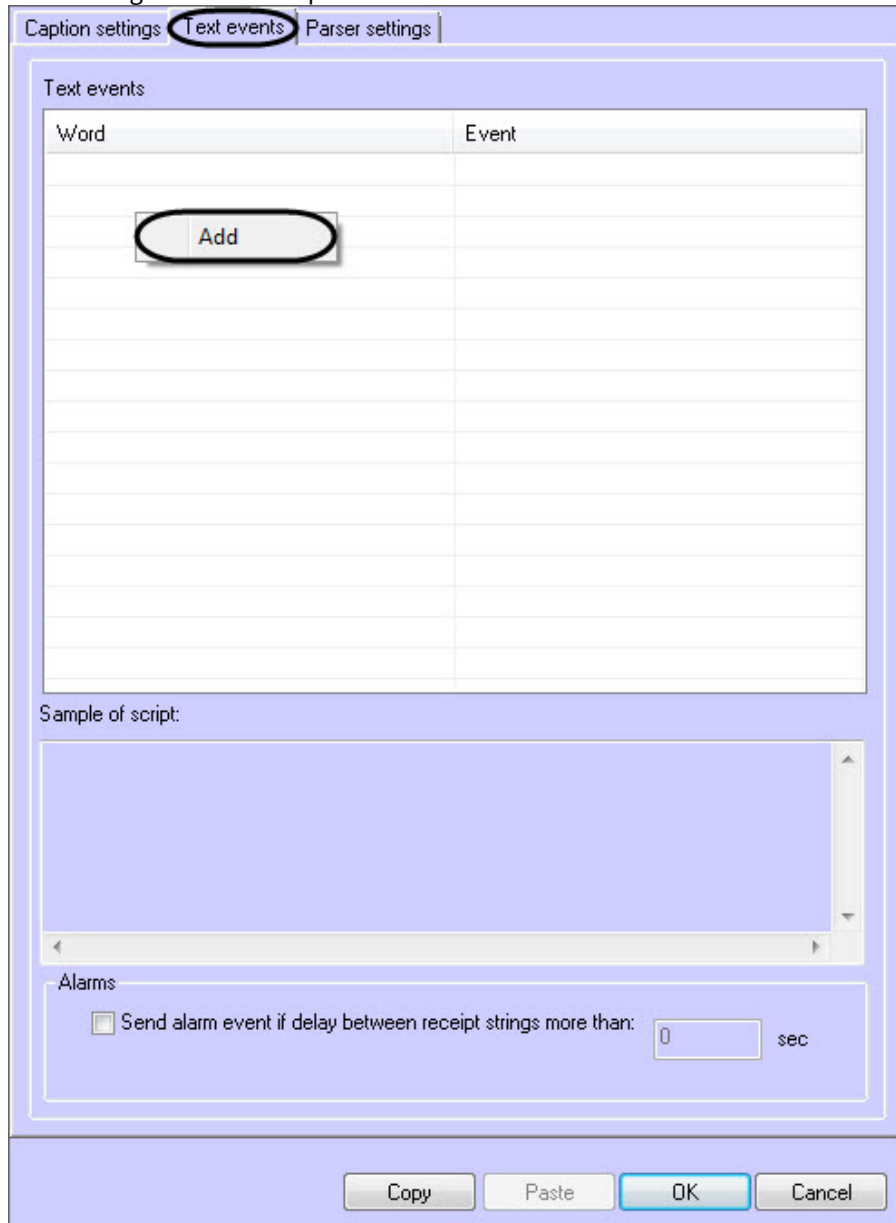 Caption settings Text events Parser settings
Text events
Word Event
Add
Sample of script:
Alarms
Send alarm event if delay between receipt strings more than: 0 sec
Copy Paste OK Cancel